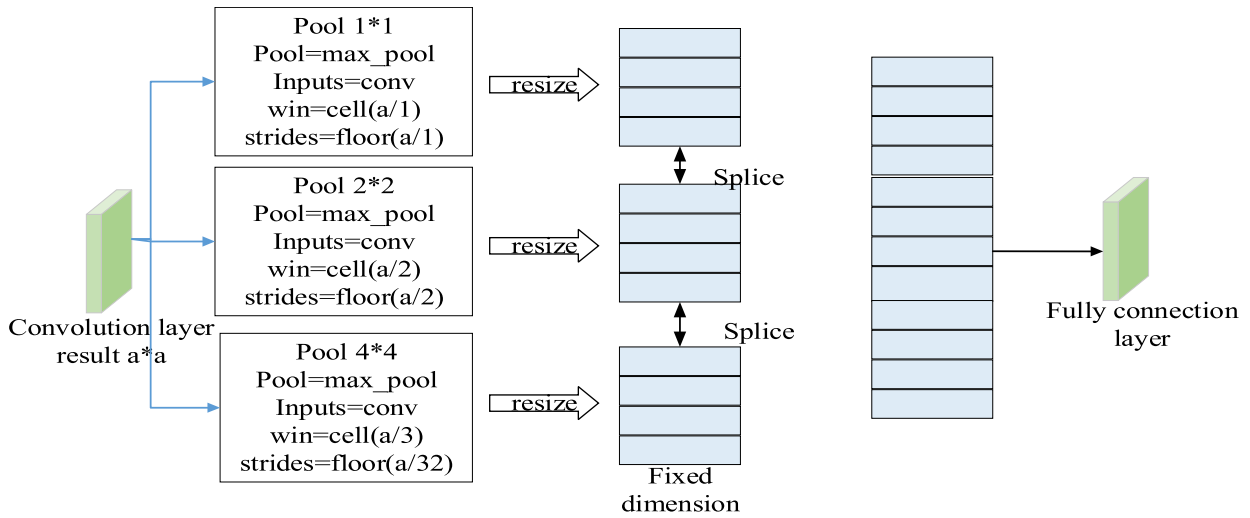 Pool 1*1
Pool=max_pool
Inputs=conv
win=cell(a/1)
strides=floor(a/1)
resize
Splice
Pool 2*2
Pool=max_pool
Inputs=conv
win=cell(a/2)
strides=floor(a/2)
resize
Convolution layer
result a*a
Splice
Pool 4*4
Pool=max_pool
Inputs=conv
win=cell(a/3)
strides=floor(a/32)
resize
Fixed
dimension
Fully connection
layer